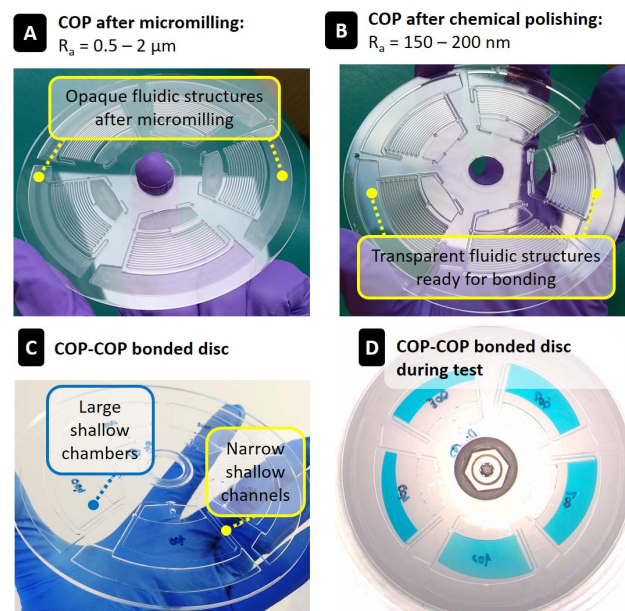 A
COP after micromilling:
Rₐ = 0.5 – 2 µm
Opaque fluidic structures
after micromilling
B
COP after chemical polishing:
Rₐ = 150 – 200 nm
Transparent fluidic structures
ready for bonding
C
COP-COP bonded disc
Large
shallow
chambers
Narrow
shallow
channels
D
COP-COP bonded disc
during test